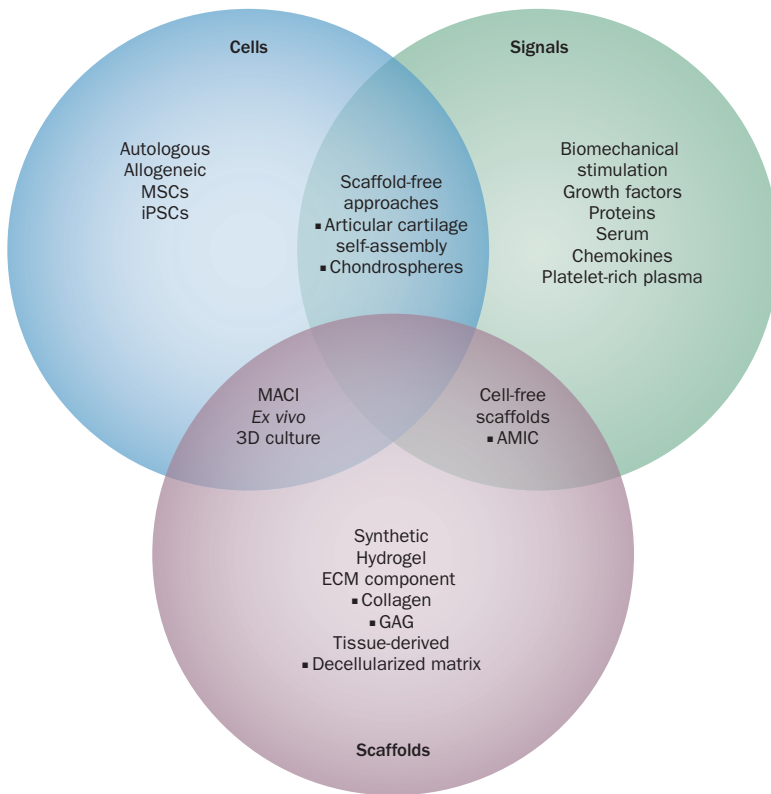 Cells
Signals
Autologous
Allogeneic
MSCs
iPSCs
Scaffold-free
approaches
▪ Articular cartilage
self-assembly
▪ Chondrospheres
Biomechanical
stimulation
Growth factors
Proteins
Serum
Chemokines
Platelet-rich plasma
MACI
Ex vivo
3D culture
Cell-free
scaffolds
▪ AMIC
Synthetic
Hydrogel
ECM component
▪ Collagen
▪ GAG
Tissue-derived
▪ Decellularized matrix
Scaffolds